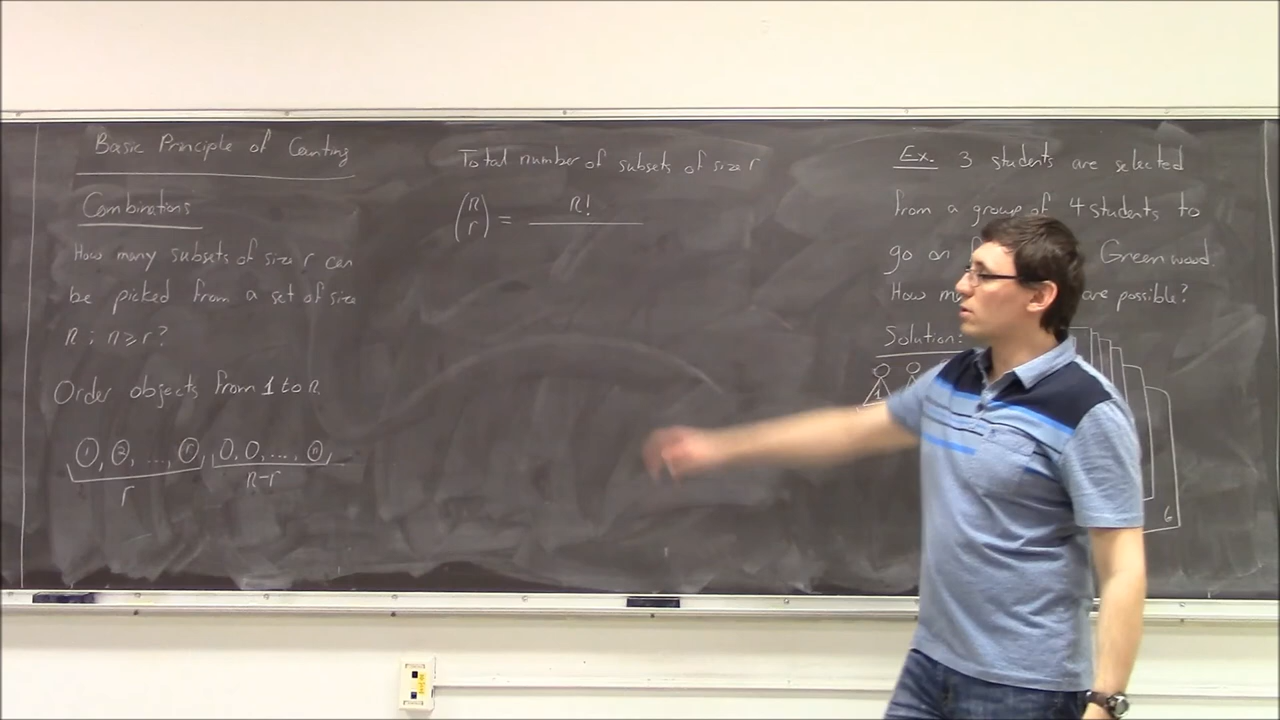 Basic Principle of Counting
Combinations
How many subsets of size r can
be picked from a set of size
n ; n ≥ r?
Order objects from 1 to n
1, 2, ..., r, 0, 0, ..., n,
r
n-r
Total number of subsets of size r
(n r) = n!
Ex. 3 students are selected
from a group of 4 students to
go on Greenwood.
How are possible?
Solution:
1
6